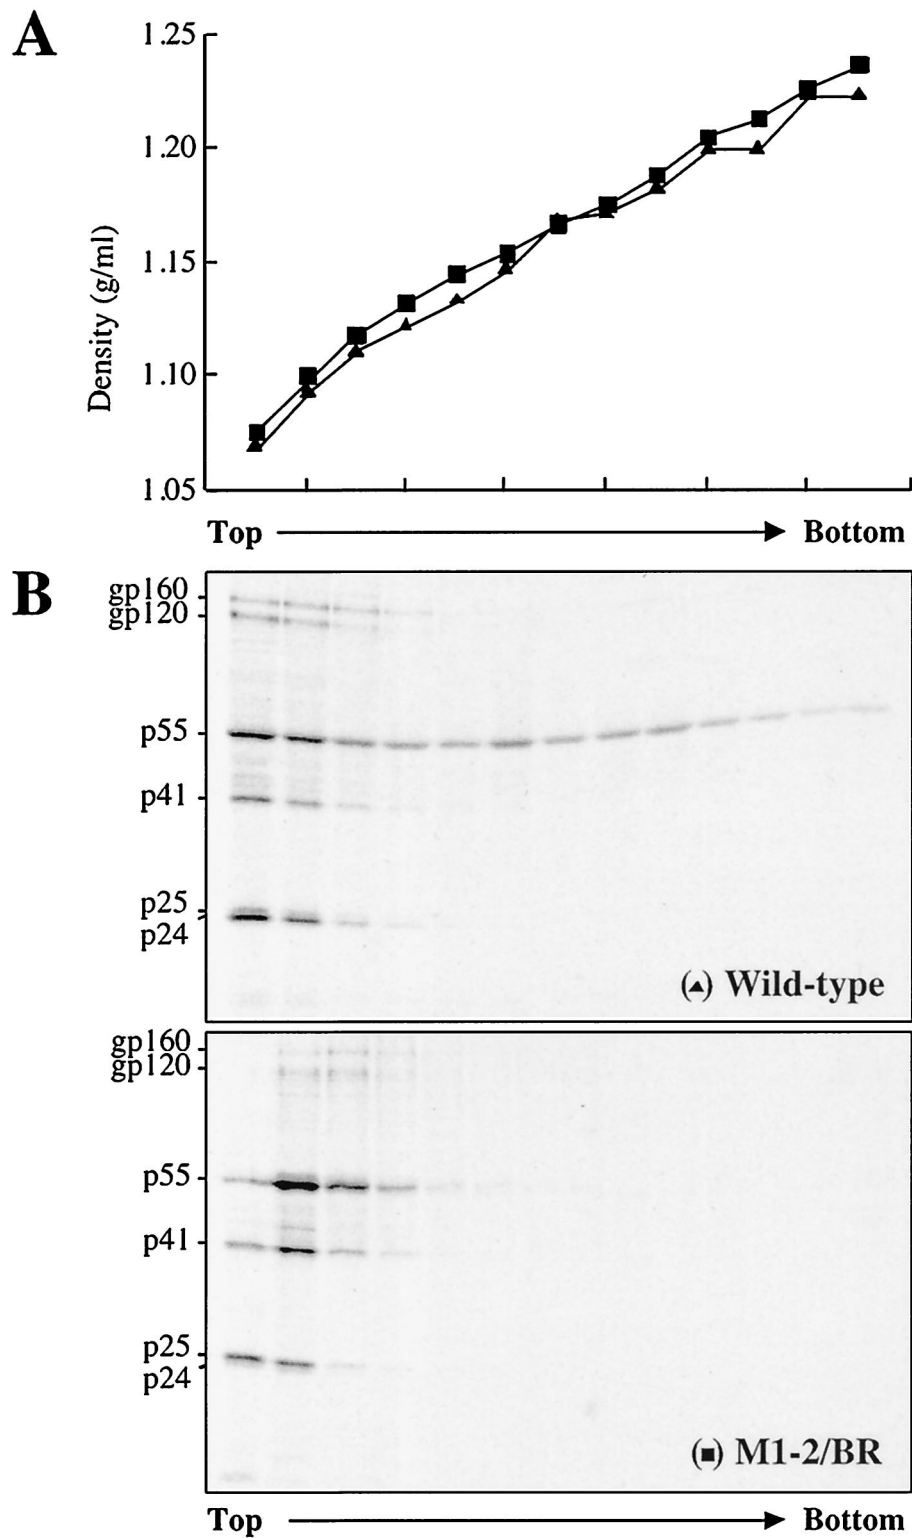 A
1.25
1.20
1.15
1.10
1.05
Density (g/ml)
Top
Bottom
B
gp160
gp120
p55
p41
p25
p24
(▲) Wild-type
gp160
gp120
p55
p41
p25
p24
(■) M1-2/BR
Top
Bottom